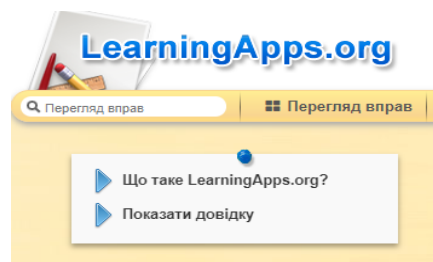 LearningApps.org
Перегляд вправ
Перегляд вправ
Що таке LearningApps.org?
Показати довідку